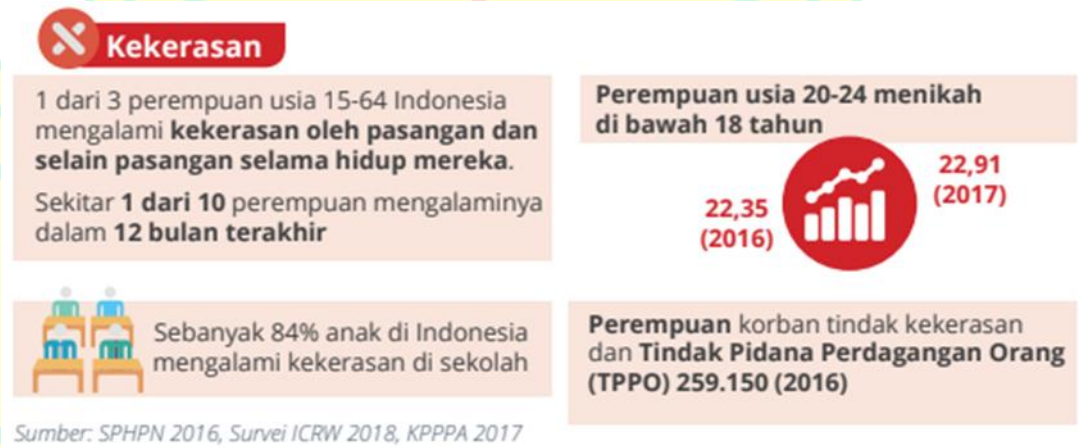 Kekerasan
1 dari 3 perempuan usia 15-64 Indonesia
mengalami kekerasan oleh pasangan dan
selain pasangan selama hidup mereka.
Sekitar 1 dari 10 perempuan mengalaminya
dalam 12 bulan terakhir
Perempuan usia 20-24 menikah
di bawah 18 tahun
22,35
(2016)
22,91
(2017)
Sebanyak 84% anak di Indonesia
mengalami kekerasan di sekolah
Perempuan korban tindak kekerasan
dan Tindak Pidana Perdagangan Orang
(TPPO) 259.150 (2016)
Sumber: SPHPN 2016, Survei ICRW 2018, KPPPA 2017